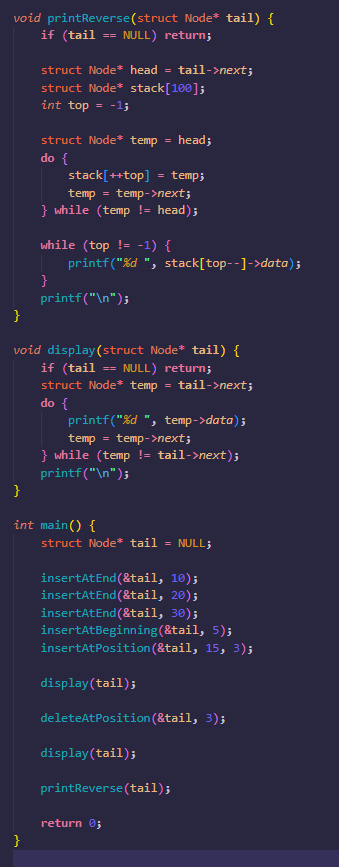 void printReverse(struct Node* tail) {
    if (tail == NULL) return;

    struct Node* head = tail->next;
    struct Node* stack[100];
    int top = -1;

    struct Node* temp = head;
    do {
        stack[++top] = temp;
        temp = temp->next;
    } while (temp != head);

    while (top != -1) {
        printf("%d ", stack[top--]->data);
    }
    printf("\n");
}

void display(struct Node* tail) {
    if (tail == NULL) return;
    struct Node* temp = tail->next;
    do {
        printf("%d ", temp->data);
        temp = temp->next;
    } while (temp != tail->next);
    printf("\n");
}

int main() {
    struct Node* tail = NULL;

    insertAtEnd(&tail, 10);
    insertAtEnd(&tail, 20);
    insertAtEnd(&tail, 30);
    insertAtBeginning(&tail, 5);
    insertAtPosition(&tail, 15, 3);

    display(tail);

    deleteAtPosition(&tail, 3);

    display(tail);

    printReverse(tail);

    return 0;
}